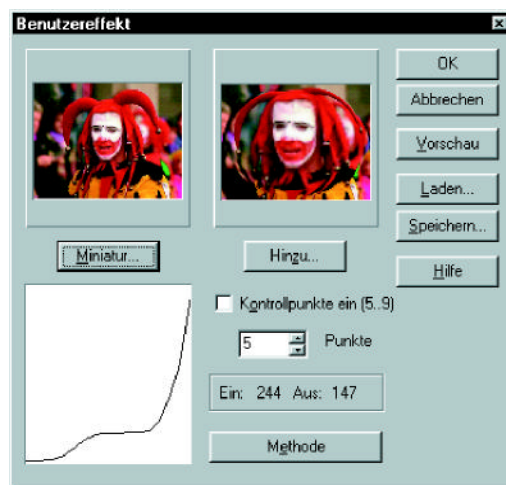 Benutzereffekt
OK
Abbrechen
Vorschau
Laden...
Speichern...
Hilfe
Miniatur...
Hinzu...
Kontrollpunkte ein (5..9)
5 Punkte
Ein: 244 Aus: 147
Methode